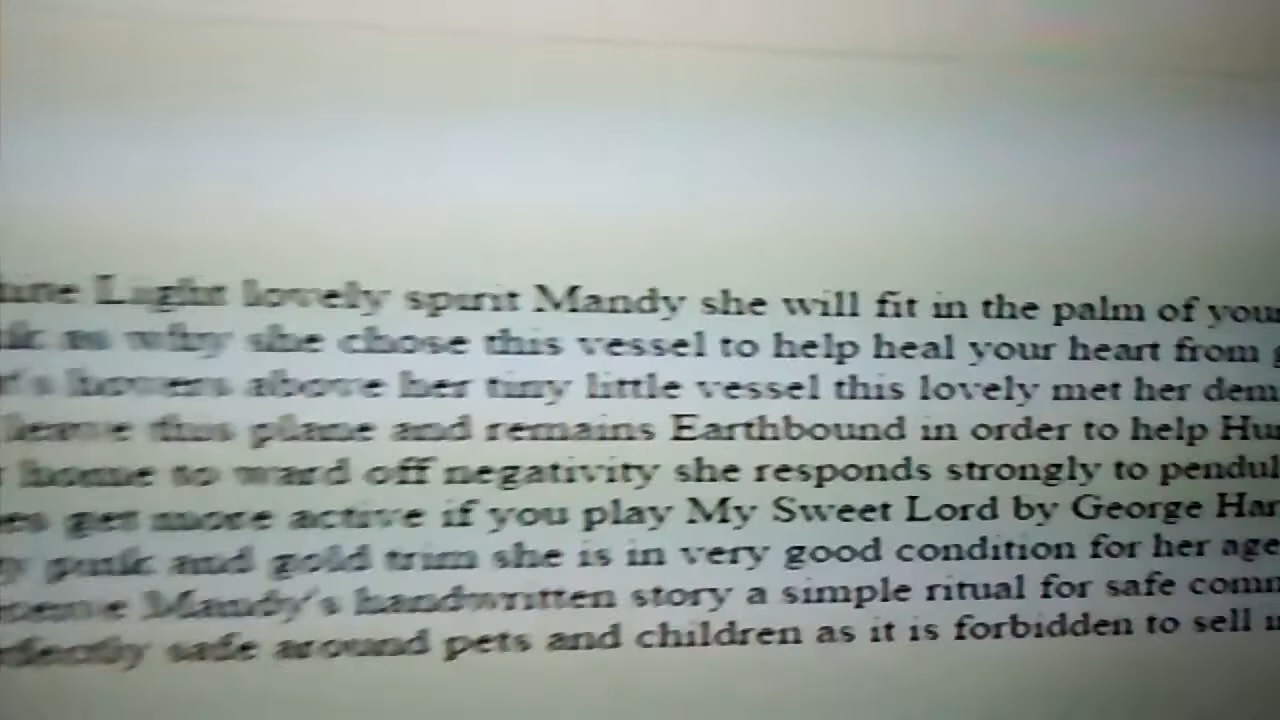 Light lovely spirit Mandy she will fit in the palm of your
why she chose this vessel to help heal your heart from
hovers above her tiny little vessel this lovely met her dem
leave this plane and remains Earthbound in order to help Hu
home to ward off negativity she responds strongly to pendul
get more active if you play My Sweet Lord by George Har
pink and gold trim she is in very good condition for her age
Mandy's handwritten story a simple ritual for safe comm
safe around pets and children as it is forbidden to sell